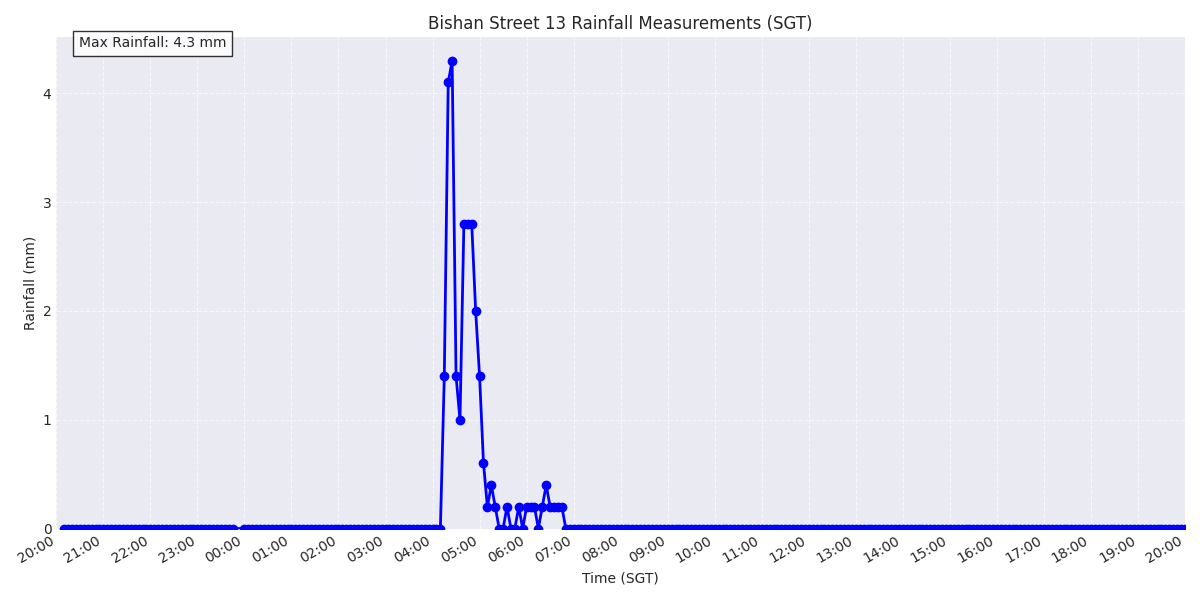 Bishan Street 13 Rainfall Measurements (SGT)
Max Rainfall: 4.3 mm
Rainfall (mm)
4
3
2
1
0
20:00 21:00 22:00 23:00 00:00 01:00 02:00 03:00 04:00 05:00 06:00 07:00 08:00 09:00 10:00 11:00 12:00 13:00 14:00 15:00 16:00 17:00 18:00 19:00 20:00
Time (SGT)